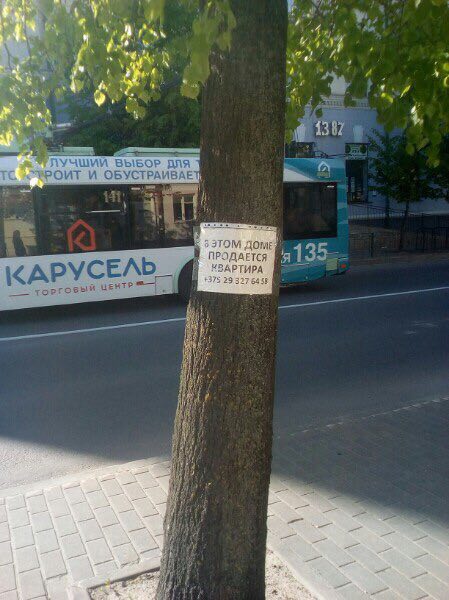 ЛУЧШИЙ ВЫБОР ДЛЯ
СТРОИТ И ОБУСТРАИВАЕТ
КАРУСЕЛЬ
ТОРГОВЫЙ ЦЕНТР
135
13 87
В ЭТОМ ДОМЕ
ПРОДАЕТСЯ
КВАРТИРА
+375 29 327 64 58